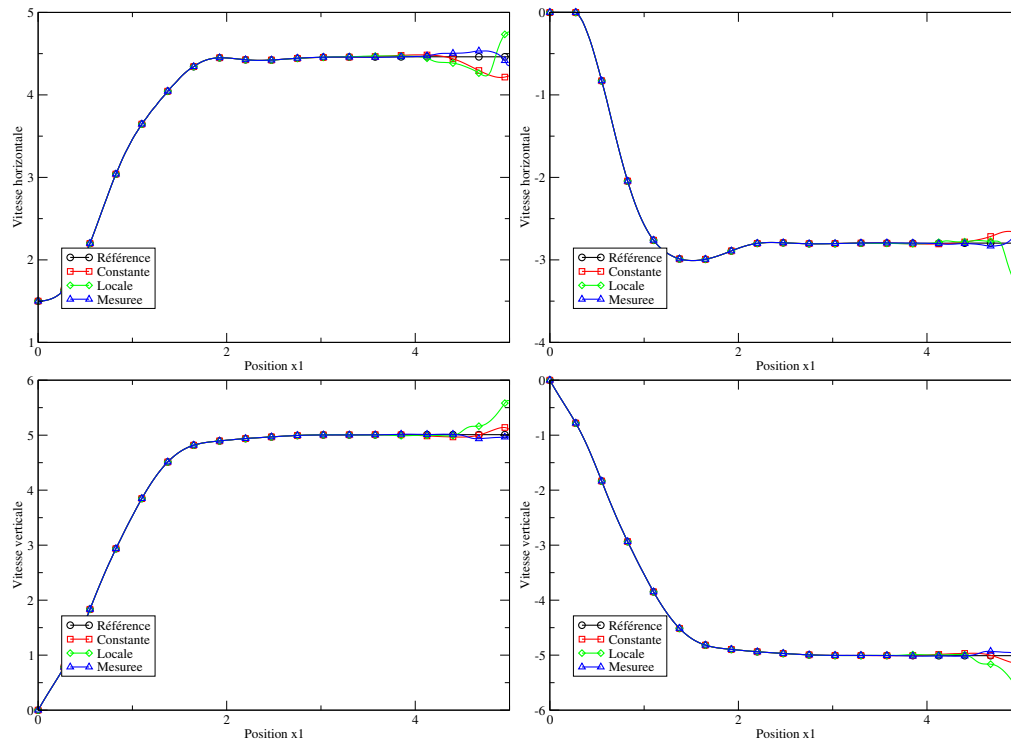 5
4
3
2
1
Vitesse horizontale
Référence
Constante
Locale
Mesuree
0
2
4
Position x1
0
-1
-2
-3
-4
Vitesse horizontale
Référence
Constante
Locale
Mesuree
0
2
4
Position x1
6
5
4
3
2
1
0
Vitesse verticale
Référence
Constante
Locale
Mesuree
0
2
4
Position x1
0
-1
-2
-3
-4
-5
-6
Vitesse verticale
Référence
Constante
Locale
Mesuree
0
2
4
Position x1